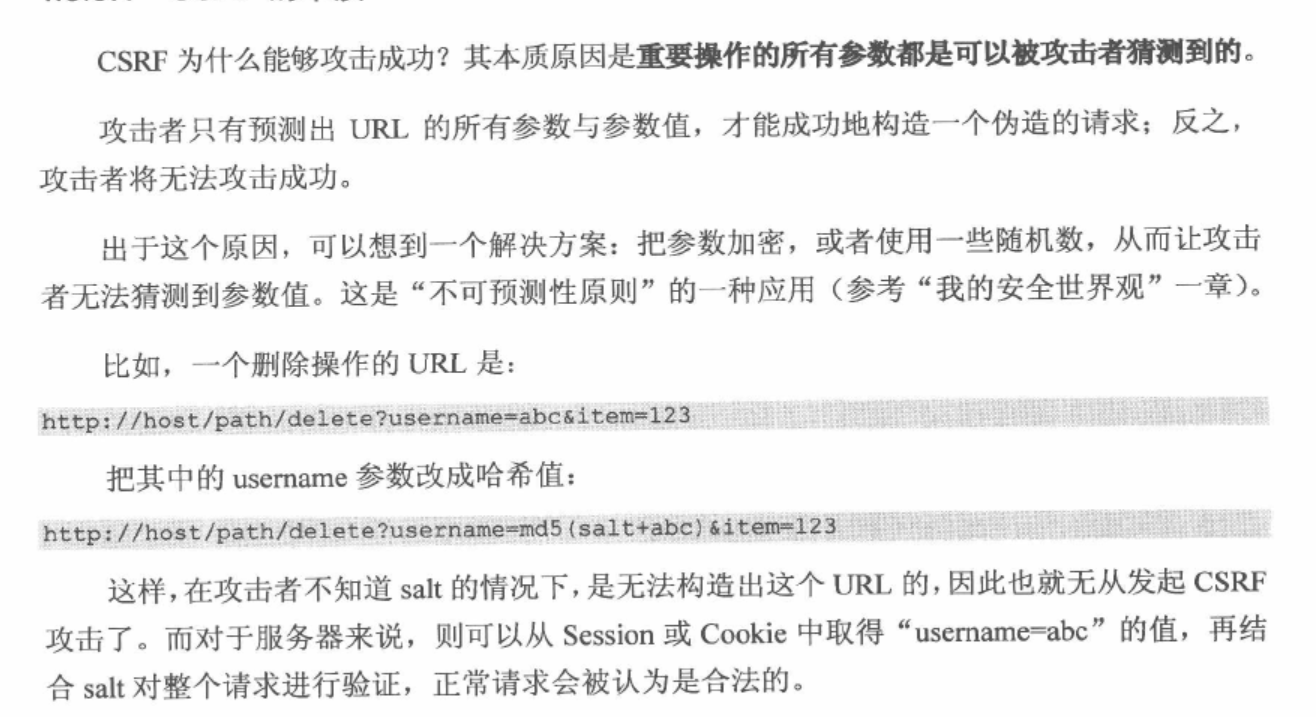 CSRF 为什么能够攻击成功？其本质原因是重要操作的所有参数都是可以被攻击者猜测到的。
攻击者只有预测出 URL 的所有参数与参数值，才能成功地构造一个伪造的请求；反之，
攻击者将无法攻击成功。
出于这个原因，可以想到一个解决方案：把参数加密，或者使用一些随机数，从而让攻击
者无法猜测到参数值。这是“不可预测性原则”的一种应用（参考“我的安全世界观”一章）。
比如，一个删除操作的 URL 是：
http://host/path/delete?username=abc&item=123
把其中的 username 参数改成哈希值：
http://host/path/delete?username=md5(salt+abc)&item=123
这样，在攻击者不知道 salt 的情况下，是无法构造出这个 URL 的，因此也就无从发起 CSRF
攻击了。而对于服务器来说，则可以从 Session 或 Cookie 中取得“username=abc”的值，再结
合 salt 对整个请求进行验证，正常请求会被认为是合法的。